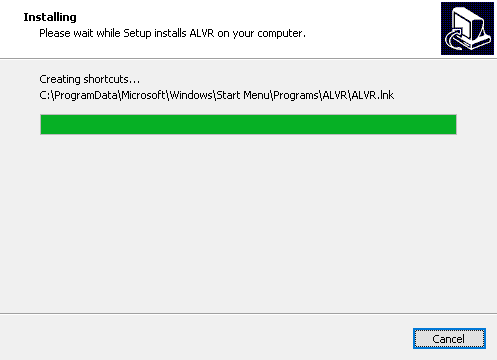 Installing
Please wait while Setup installs ALVR on your computer.
Creating shortcuts...
C:\ProgramData\Microsoft\Windows\Start Menu\Programs\ALVR\ALVR.lnk
Cancel